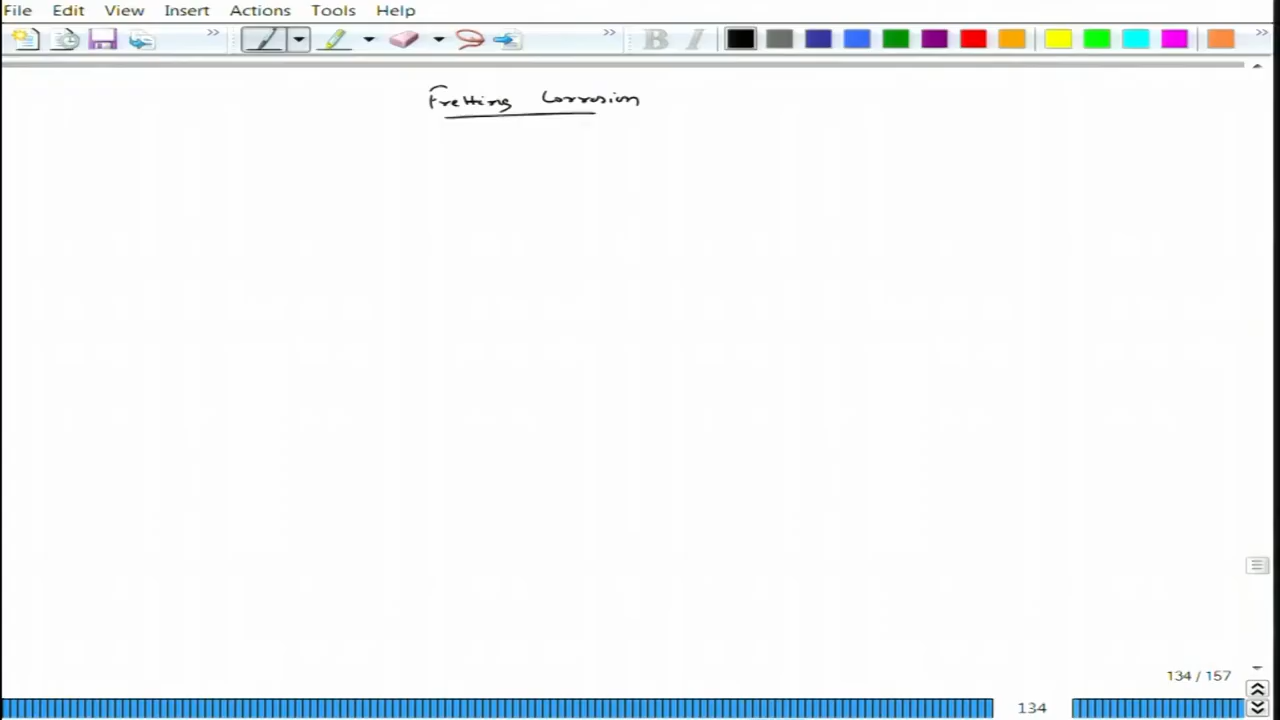 File Edit View Insert Actions Tools Help
B I
Fretting Corrosion
134 / 157
134